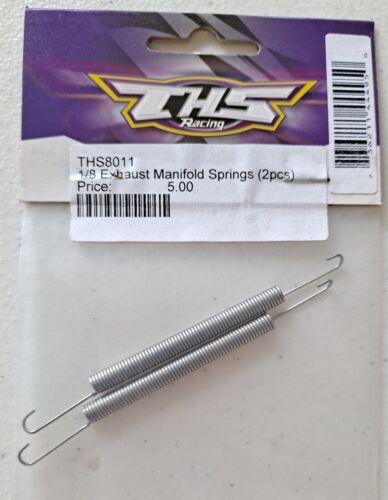 THS
Racing
THS8011
1/8 Exhaust Manifold Springs (2pcs)
Price: 5.00